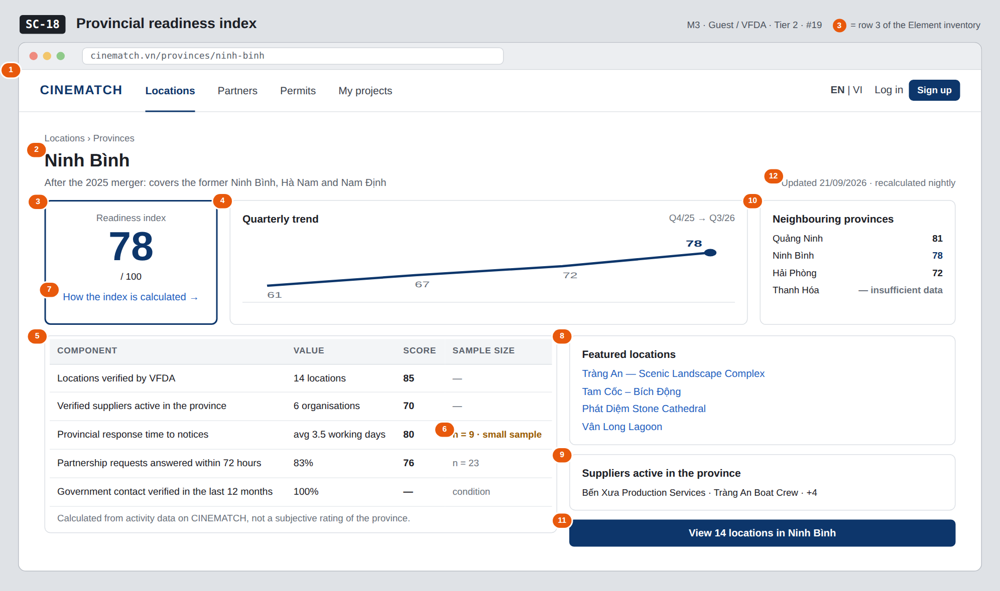 SC-18 Provincial readiness index
M3 · Guest / VFDA · Tier 2 · #19 3 = row 3 of the Element inventory
cinematch.vn/provinces/ninh-binh
1
CINEMATCH Locations Partners Permits My projects EN | VI Log in Sign up
Locations › Provinces
2
Ninh Bình
After the 2025 merger: covers the former Ninh Bình, Hà Nam and Nam Định
12
Updated 21/09/2026 · recalculated nightly
3
Readiness index
78
/ 100
7
How the index is calculated →
4
Quarterly trend Q4/25 → Q3/26
61 67 72 78
10
Neighbouring provinces
Quảng Ninh 81
Ninh Bình 78
Hải Phòng 72
Thanh Hóa — insufficient data
5
COMPONENT VALUE SCORE SAMPLE SIZE
Locations verified by VFDA 14 locations 85 —
Verified suppliers active in the province 6 organisations 70 —
6
Provincial response time to notices avg 3.5 working days 80 n = 9 · small sample
Partnership requests answered within 72 hours 83% 76 n = 23
Government contact verified in the last 12 months 100% — condition
Calculated from activity data on CINEMATCH, not a subjective rating of the province.
8
Featured locations
Tràng An — Scenic Landscape Complex
Tam Cốc – Bích Động
Phát Diệm Stone Cathedral
Vân Long Lagoon
9
Suppliers active in the province
Bến Xưa Production Services · Tràng An Boat Crew · +4
11
View 14 locations in Ninh Bình